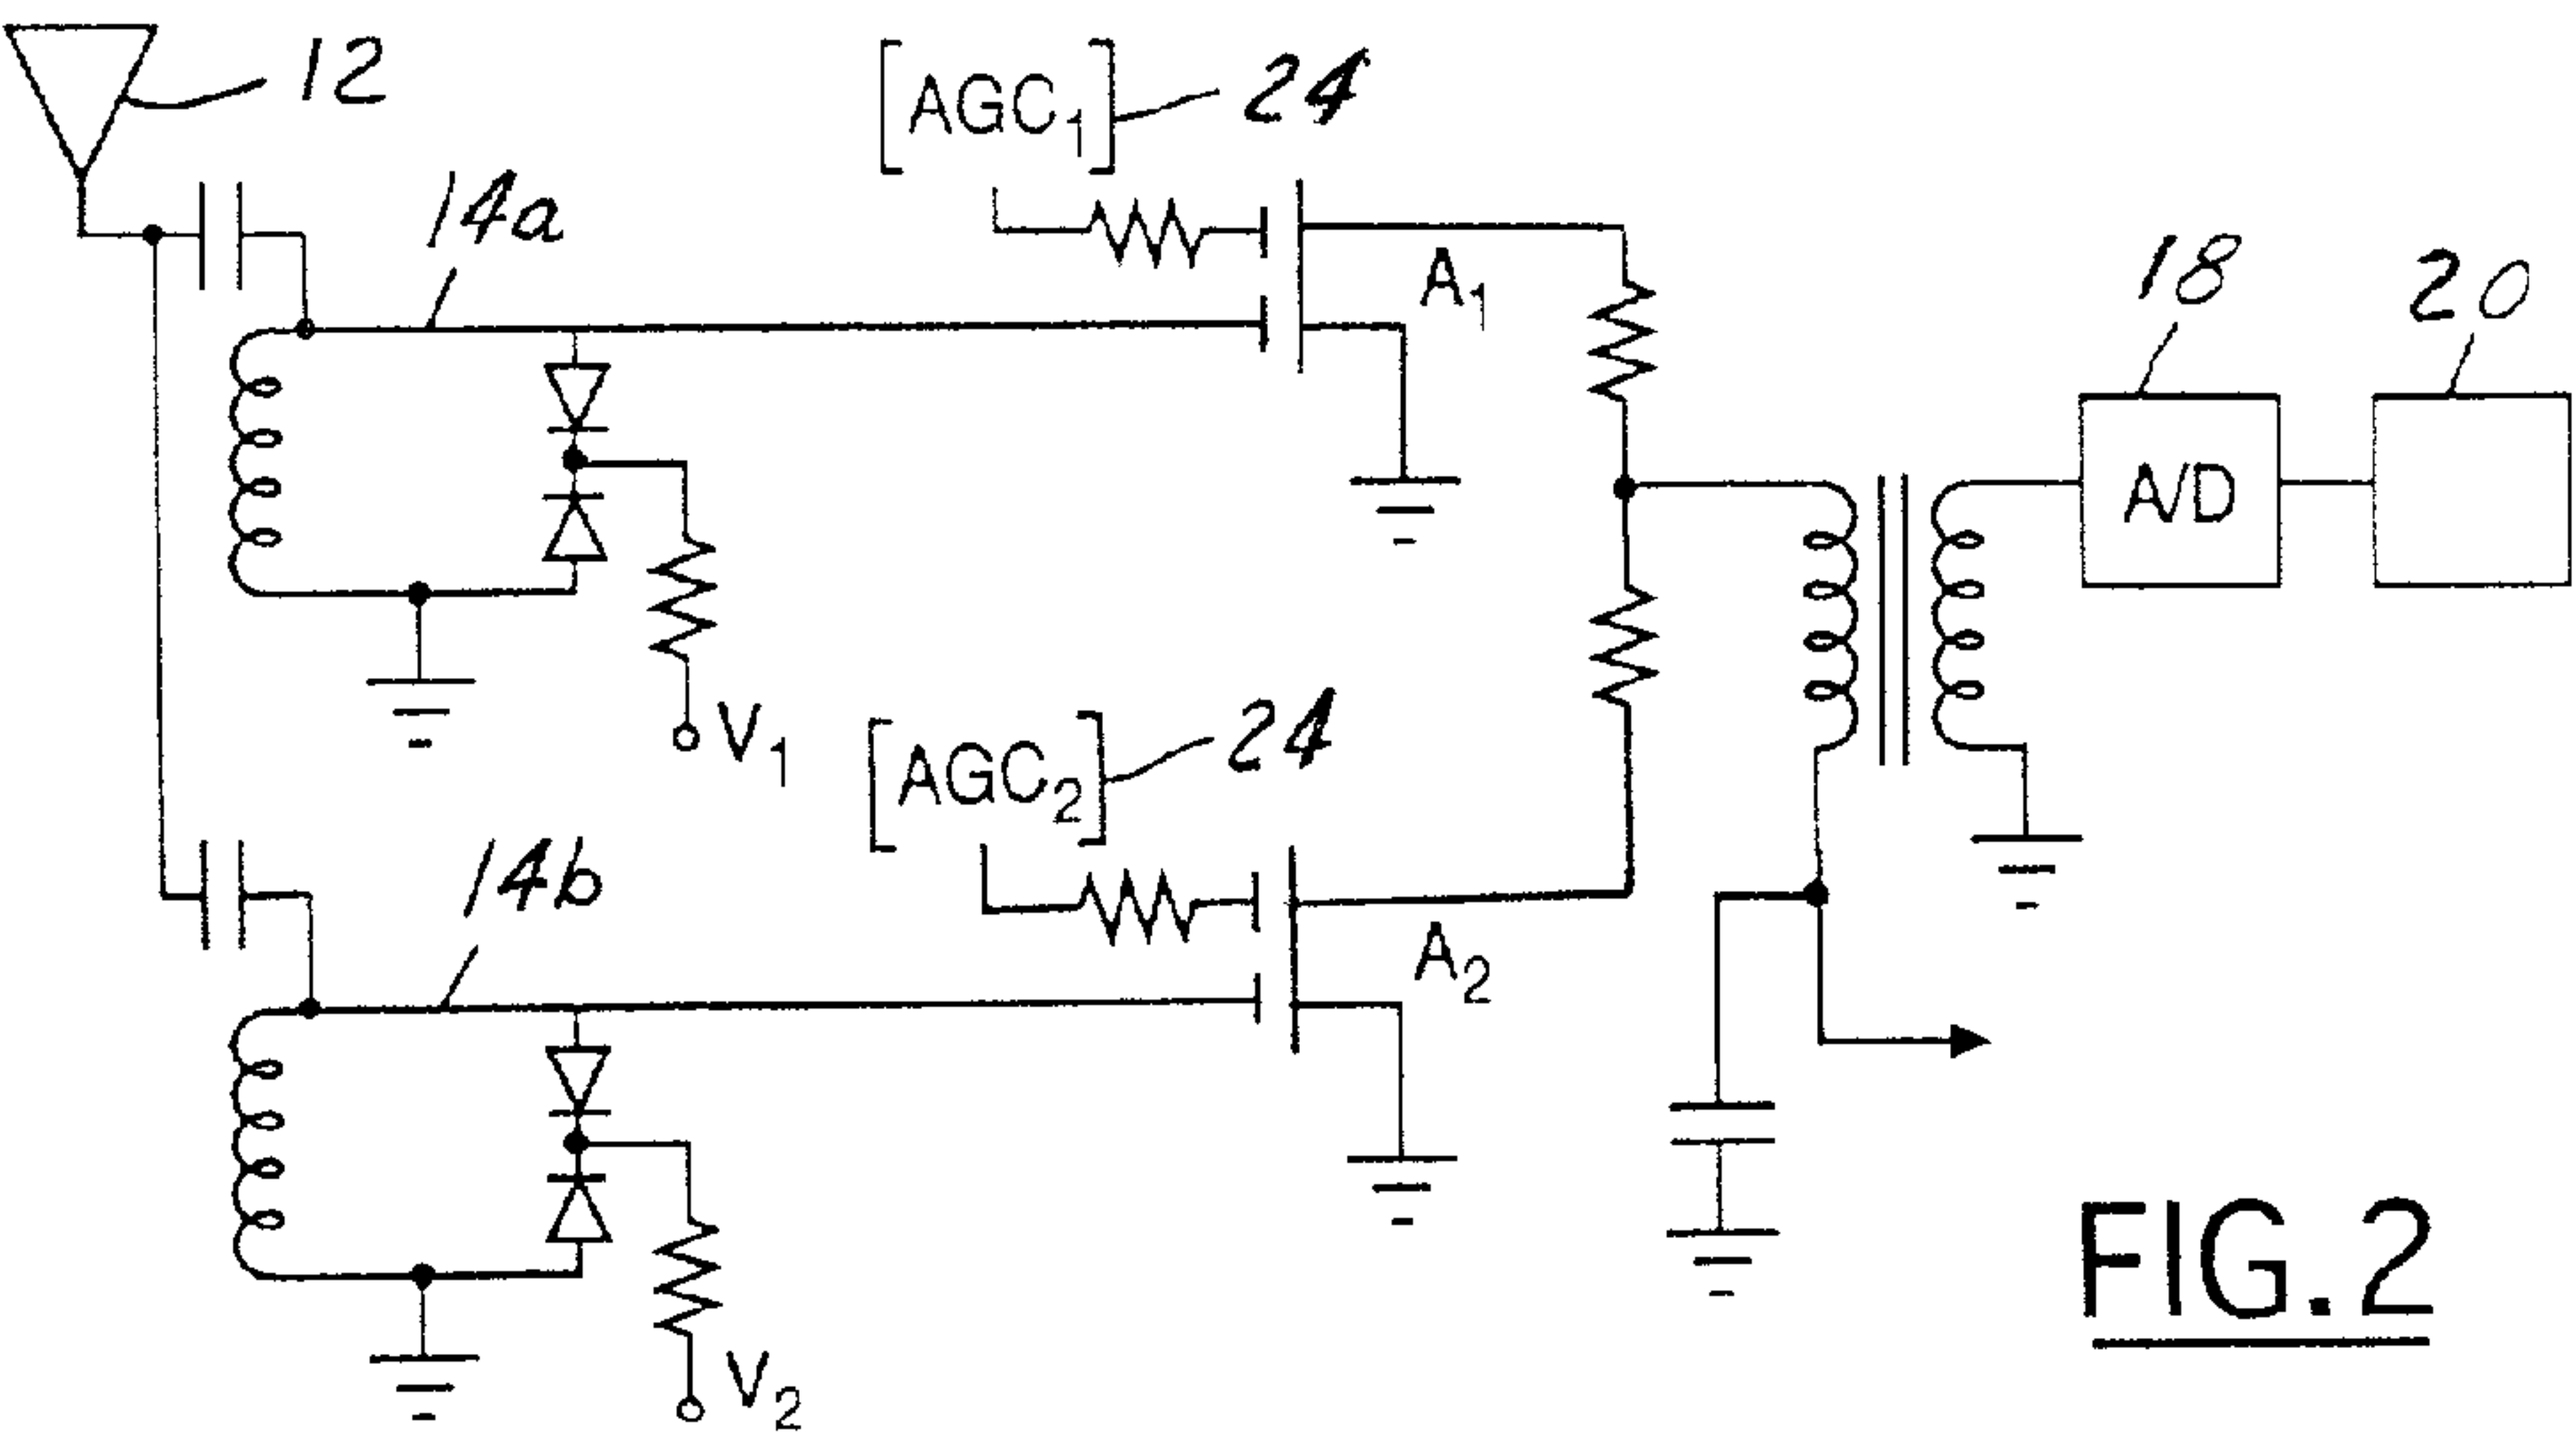 12
[AGC₁]
24
14a
A₁
18
20
A/D
V₁
[AGC₂]
24
14b
A₂
V₂
FIG.2